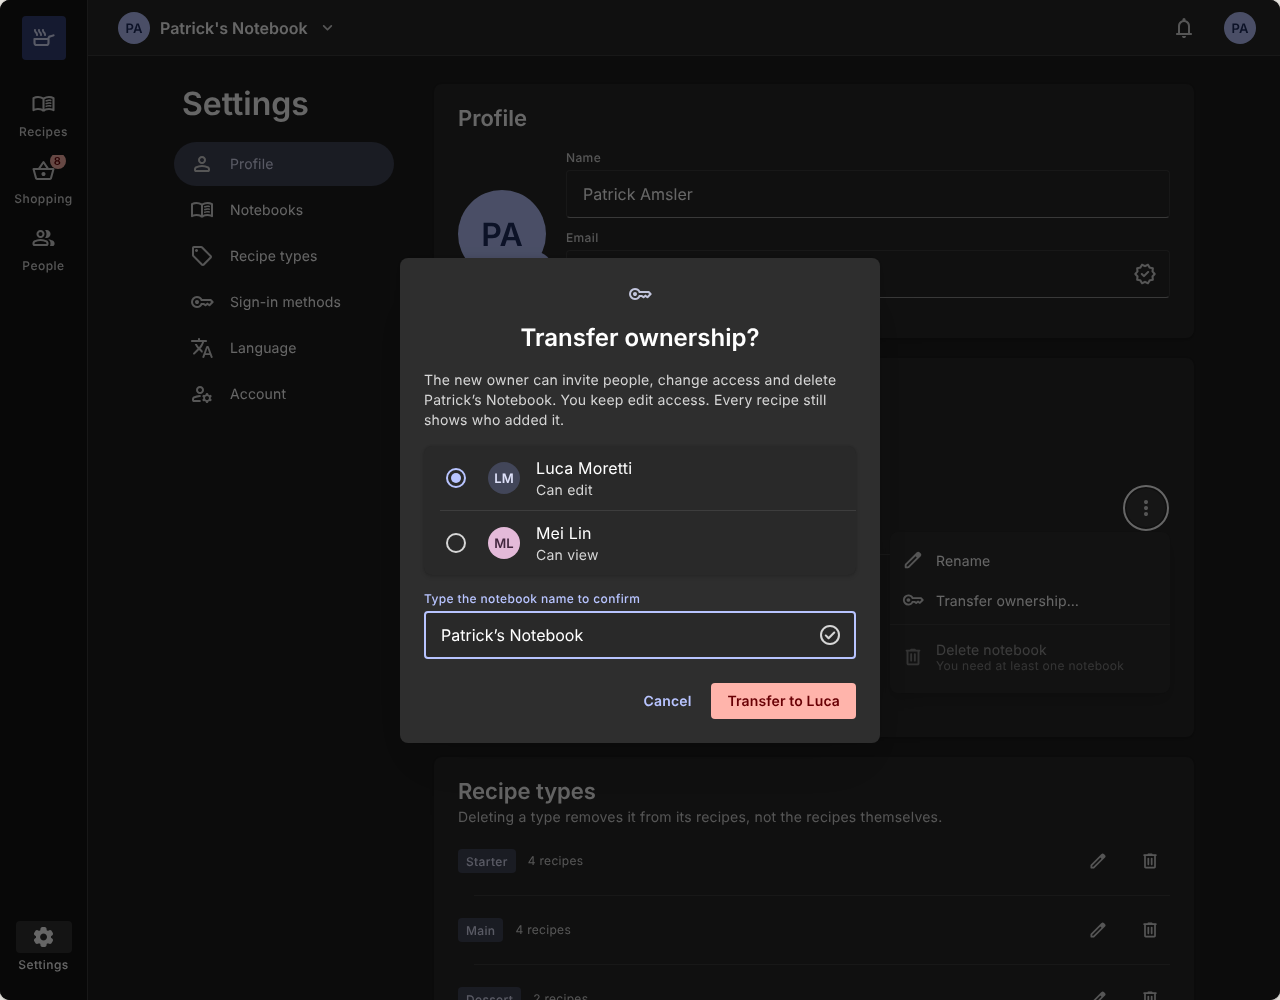 PA Patrick's Notebook
PA
Recipes
8
Shopping
People
Settings
Settings
Profile
Notebooks
Recipe types
Sign-in methods
Language
Account
Profile
PA
Name
Patrick Amsler
Email
Transfer ownership?
The new owner can invite people, change access and delete
Patrick’s Notebook. You keep edit access. Every recipe still
shows who added it.
LM
Luca Moretti
Can edit
ML
Mei Lin
Can view
Type the notebook name to confirm
Patrick’s Notebook
Cancel
Transfer to Luca
Rename
Transfer ownership...
Delete notebook
You need at least one notebook
Recipe types
Deleting a type removes it from its recipes, not the recipes themselves.
Starter 4 recipes
Main 4 recipes
Dessert 2 recipes